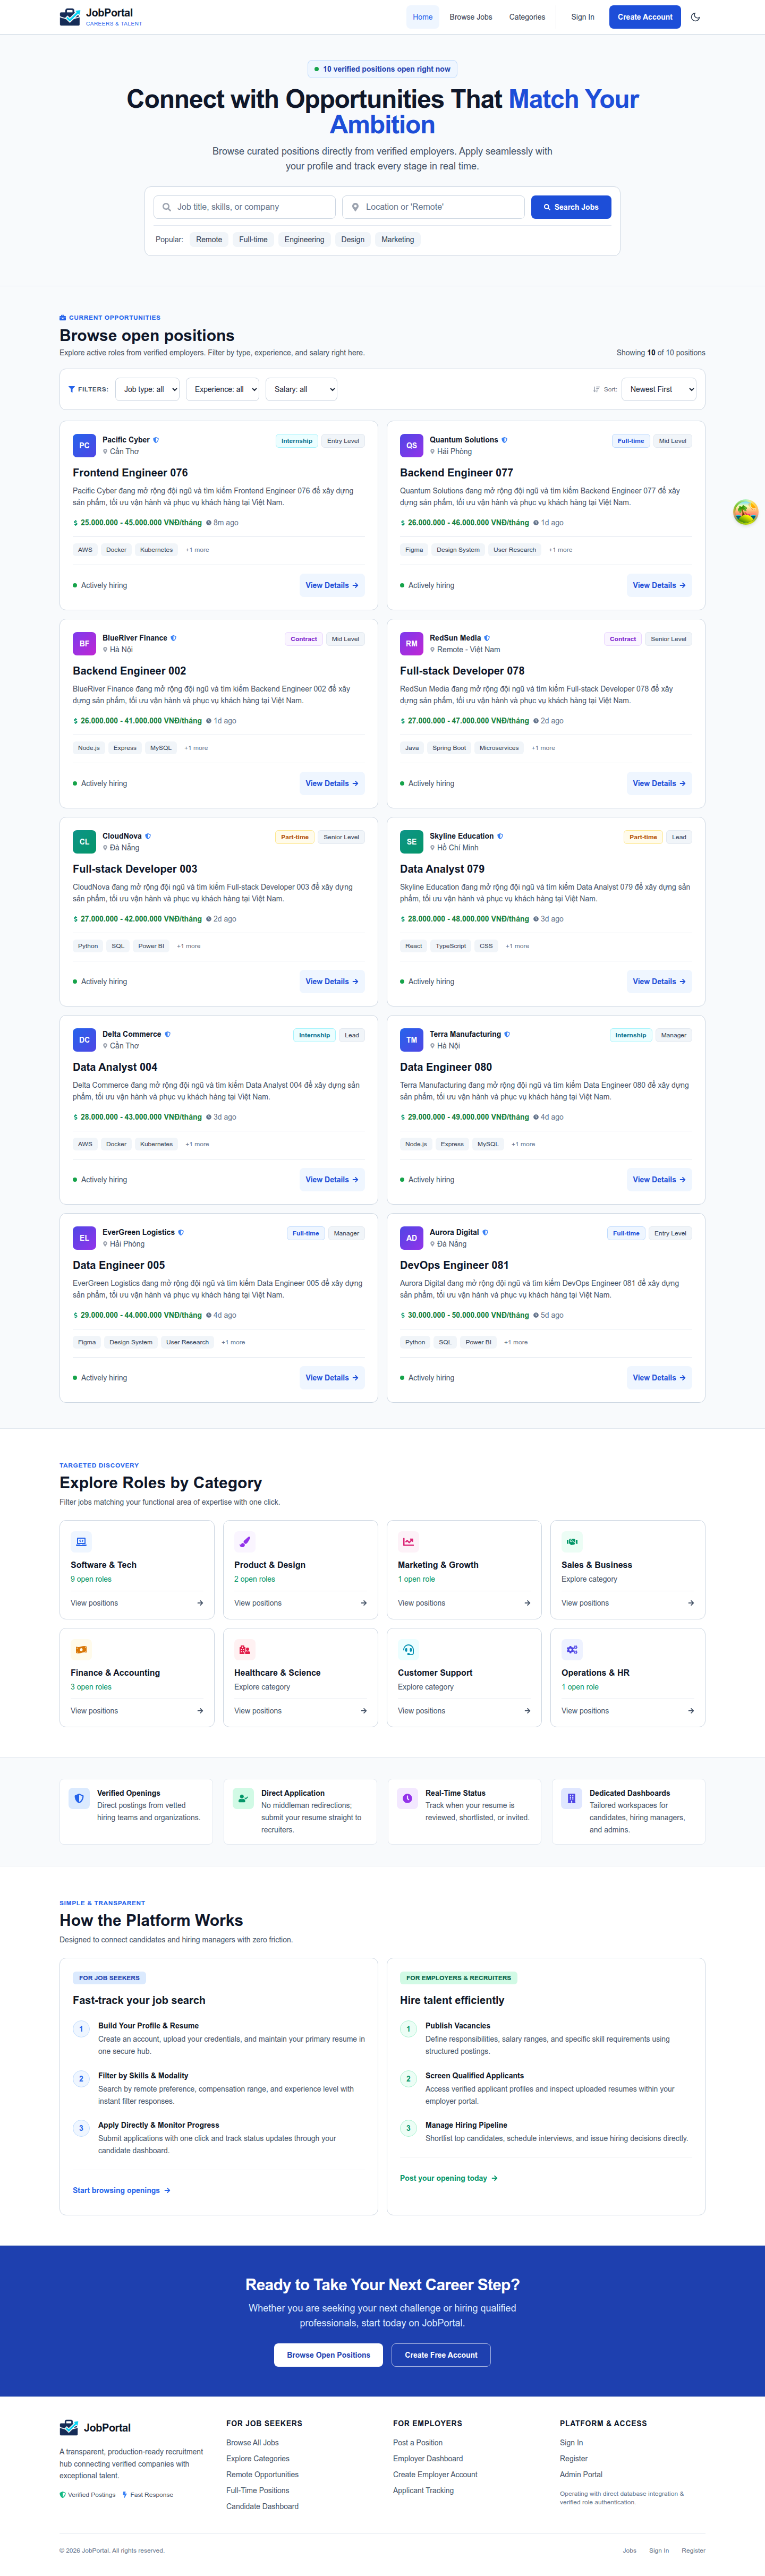 JobPortal
CAREERS & TALENT
Home
Browse Jobs
Categories
Sign In
Create Account
10 verified positions open right now
Connect with Opportunities That Match Your
Ambition
Browse curated positions directly from verified employers. Apply seamlessly with
your profile and track every stage in real time.
Job title, skills, or company
Location or 'Remote'
Search Jobs
Popular:
Remote
Full-time
Engineering
Design
Marketing
CURRENT OPPORTUNITIES
Browse open positions
Explore active roles from verified employers. Filter by type, experience, and salary right here.
Showing 10 of 10 positions
FILTERS:
Job type: all
Experience: all
Salary: all
Sort:
Newest First
PC
Pacific Cyber
Cần Thơ
Internship
Entry Level
Frontend Engineer 076
Pacific Cyber đang mở rộng đội ngũ và tìm kiếm Frontend Engineer 076 để xây dựng
sản phẩm, tối ưu vận hành và phục vụ khách hàng tại Việt Nam.
$ 25.000.000 - 45.000.000 VNĐ/tháng 8m ago
AWS
Docker
Kubernetes
+1 more
Actively hiring
View Details →
QS
Quantum Solutions
Hải Phòng
Full-time
Mid Level
Backend Engineer 077
Quantum Solutions đang mở rộng đội ngũ và tìm kiếm Backend Engineer 077 để xây dựng
sản phẩm, tối ưu vận hành và phục vụ khách hàng tại Việt Nam.
$ 26.000.000 - 46.000.000 VNĐ/tháng 1d ago
Figma
Design System
User Research
+1 more
Actively hiring
View Details →
BF
BlueRiver Finance
Hà Nội
Contract
Mid Level
Backend Engineer 002
BlueRiver Finance đang mở rộng đội ngũ và tìm kiếm Backend Engineer 002 để xây
dựng sản phẩm, tối ưu vận hành và phục vụ khách hàng tại Việt Nam.
$ 26.000.000 - 41.000.000 VNĐ/tháng 1d ago
Node.js
Express
MySQL
+1 more
Actively hiring
View Details →
RM
RedSun Media
Remote - Việt Nam
Contract
Senior Level
Full-stack Developer 078
RedSun Media đang mở rộng đội ngũ và tìm kiếm Full-stack Developer 078 để xây
dựng sản phẩm, tối ưu vận hành và phục vụ khách hàng tại Việt Nam.
$ 27.000.000 - 47.000.000 VNĐ/tháng 2d ago
Java
Spring Boot
Microservices
+1 more
Actively hiring
View Details →
CL
CloudNova
Đà Nẵng
Part-time
Senior Level
Full-stack Developer 003
CloudNova đang mở rộng đội ngũ và tìm kiếm Full-stack Developer 003 để xây dựng
sản phẩm, tối ưu vận hành và phục vụ khách hàng tại Việt Nam.
$ 27.000.000 - 42.000.000 VNĐ/tháng 2d ago
Python
SQL
Power BI
+1 more
Actively hiring
View Details →
SE
Skyline Education
Hồ Chí Minh
Part-time
Lead
Data Analyst 079
Skyline Education đang mở rộng đội ngũ và tìm kiếm Data Analyst 079 để xây dựng sản
phẩm, tối ưu vận hành và phục vụ khách hàng tại Việt Nam.
$ 28.000.000 - 48.000.000 VNĐ/tháng 3d ago
React
TypeScript
CSS
+1 more
Actively hiring
View Details →
DC
Delta Commerce
Cần Thơ
Internship
Lead
Data Analyst 004
Delta Commerce đang mở rộng đội ngũ và tìm kiếm Data Analyst 004 để xây dựng sản
phẩm, tối ưu vận hành và phục vụ khách hàng tại Việt Nam.
$ 28.000.000 - 43.000.000 VNĐ/tháng 3d ago
AWS
Docker
Kubernetes
+1 more
Actively hiring
View Details →
TM
Terra Manufacturing
Hà Nội
Internship
Manager
Data Engineer 080
Terra Manufacturing đang mở rộng đội ngũ và tìm kiếm Data Engineer 080 để xây dựng
sản phẩm, tối ưu vận hành và phục vụ khách hàng tại Việt Nam.
$ 29.000.000 - 49.000.000 VNĐ/tháng 4d ago
Node.js
Express
MySQL
+1 more
Actively hiring
View Details →
EL
EverGreen Logistics
Hải Phòng
Full-time
Manager
Data Engineer 005
EverGreen Logistics đang mở rộng đội ngũ và tìm kiếm Data Engineer 005 để xây dựng
sản phẩm, tối ưu vận hành và phục vụ khách hàng tại Việt Nam.
$ 29.000.000 - 44.000.000 VNĐ/tháng 4d ago
Figma
Design System
User Research
+1 more
Actively hiring
View Details →
AD
Aurora Digital
Đà Nẵng
Full-time
Entry Level
DevOps Engineer 081
Aurora Digital đang mở rộng đội ngũ và tìm kiếm DevOps Engineer 081 để xây dựng
sản phẩm, tối ưu vận hành và phục vụ khách hàng tại Việt Nam.
$ 30.000.000 - 50.000.000 VNĐ/tháng 5d ago
Python
SQL
Power BI
+1 more
Actively hiring
View Details →
TARGETED DISCOVERY
Explore Roles by Category
Filter jobs matching your functional area of expertise with one click.
Software & Tech
9 open roles
View positions →
Product & Design
2 open roles
View positions →
Marketing & Growth
1 open role
View positions →
Sales & Business
Explore category
View positions →
Finance & Accounting
3 open roles
View positions →
Healthcare & Science
Explore category
View positions →
Customer Support
Explore category
View positions →
Operations & HR
1 open role
View positions →
Verified Openings
Direct postings from vetted
hiring teams and organizations.
Direct Application
No middleman redirections;
submit your resume straight to
recruiters.
Real-Time Status
Track when your resume is
reviewed, shortlisted, or invited.
Dedicated Dashboards
Tailored workspaces for
candidates, hiring managers,
and admins.
SIMPLE & TRANSPARENT
How the Platform Works
Designed to connect candidates and hiring managers with zero friction.
FOR JOB SEEKERS
Fast-track your job search
1
Build Your Profile & Resume
Create an account, upload your credentials, and maintain your primary resume in
one secure hub.
2
Filter by Skills & Modality
Search by remote preference, compensation range, and experience level with
instant filter responses.
3
Apply Directly & Monitor Progress
Submit applications with one click and track status updates through your
candidate dashboard.
Start browsing openings →
FOR EMPLOYERS & RECRUITERS
Hire talent efficiently
1
Publish Vacancies
Define responsibilities, salary ranges, and specific skill requirements using
structured postings.
2
Screen Qualified Applicants
Access verified applicant profiles and inspect uploaded resumes within your
employer portal.
3
Manage Hiring Pipeline
Shortlist top candidates, schedule interviews, and issue hiring decisions directly.
Post your opening today →
Ready to Take Your Next Career Step?
Whether you are seeking your next challenge or hiring qualified
professionals, start today on JobPortal.
Browse Open Positions
Create Free Account
JobPortal
A transparent, production-ready recruitment
hub connecting verified companies with
exceptional talent.
Verified Postings
Fast Response
FOR JOB SEEKERS
Browse All Jobs
Explore Categories
Remote Opportunities
Full-Time Positions
Candidate Dashboard
FOR EMPLOYERS
Post a Position
Employer Dashboard
Create Employer Account
Applicant Tracking
PLATFORM & ACCESS
Sign In
Register
Admin Portal
Operating with direct database integration &
verified role authentication.
© 2026 JobPortal. All rights reserved.
Jobs
Sign In
Register